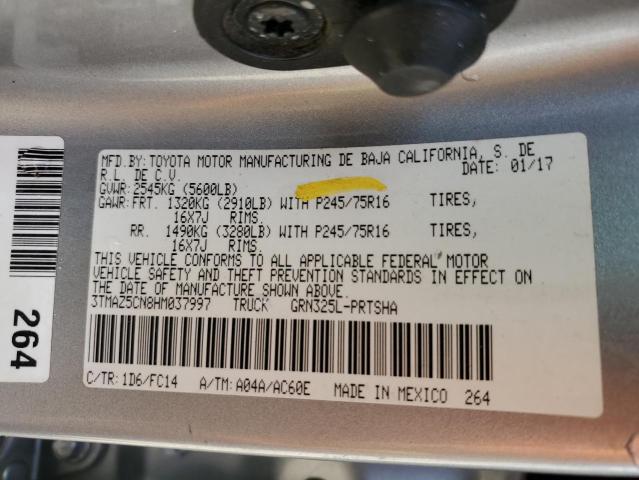 MFD.BY:TOYOTA MOTOR MANUFACTURING DE BAJA CALIFORNIA, S. DE
R.L. DE C.V. DATE: 01/17
GVWR:2545KG (5600LB)
GAWR:FRT. 1320KG (2910LB) WITH P245/75R16 TIRES,
16X7J RIMS.
RR. 1490KG (3280LB) WITH P245/75R16 TIRES,
16X7J RIMS.
THIS VEHICLE CONFORMS TO ALL APPLICABLE FEDERAL MOTOR
VEHICLE SAFETY AND THEFT PREVENTION STANDARDS IN EFFECT ON
THE DATE OF MANUFACTURE SHOWN ABOVE.
3TMAZ5CN8HM037997 TRUCK GRN325L-PRTSHA
C/TR:1D6/FC14 A/TM:A04A/AC60E MADE IN MEXICO 264
264